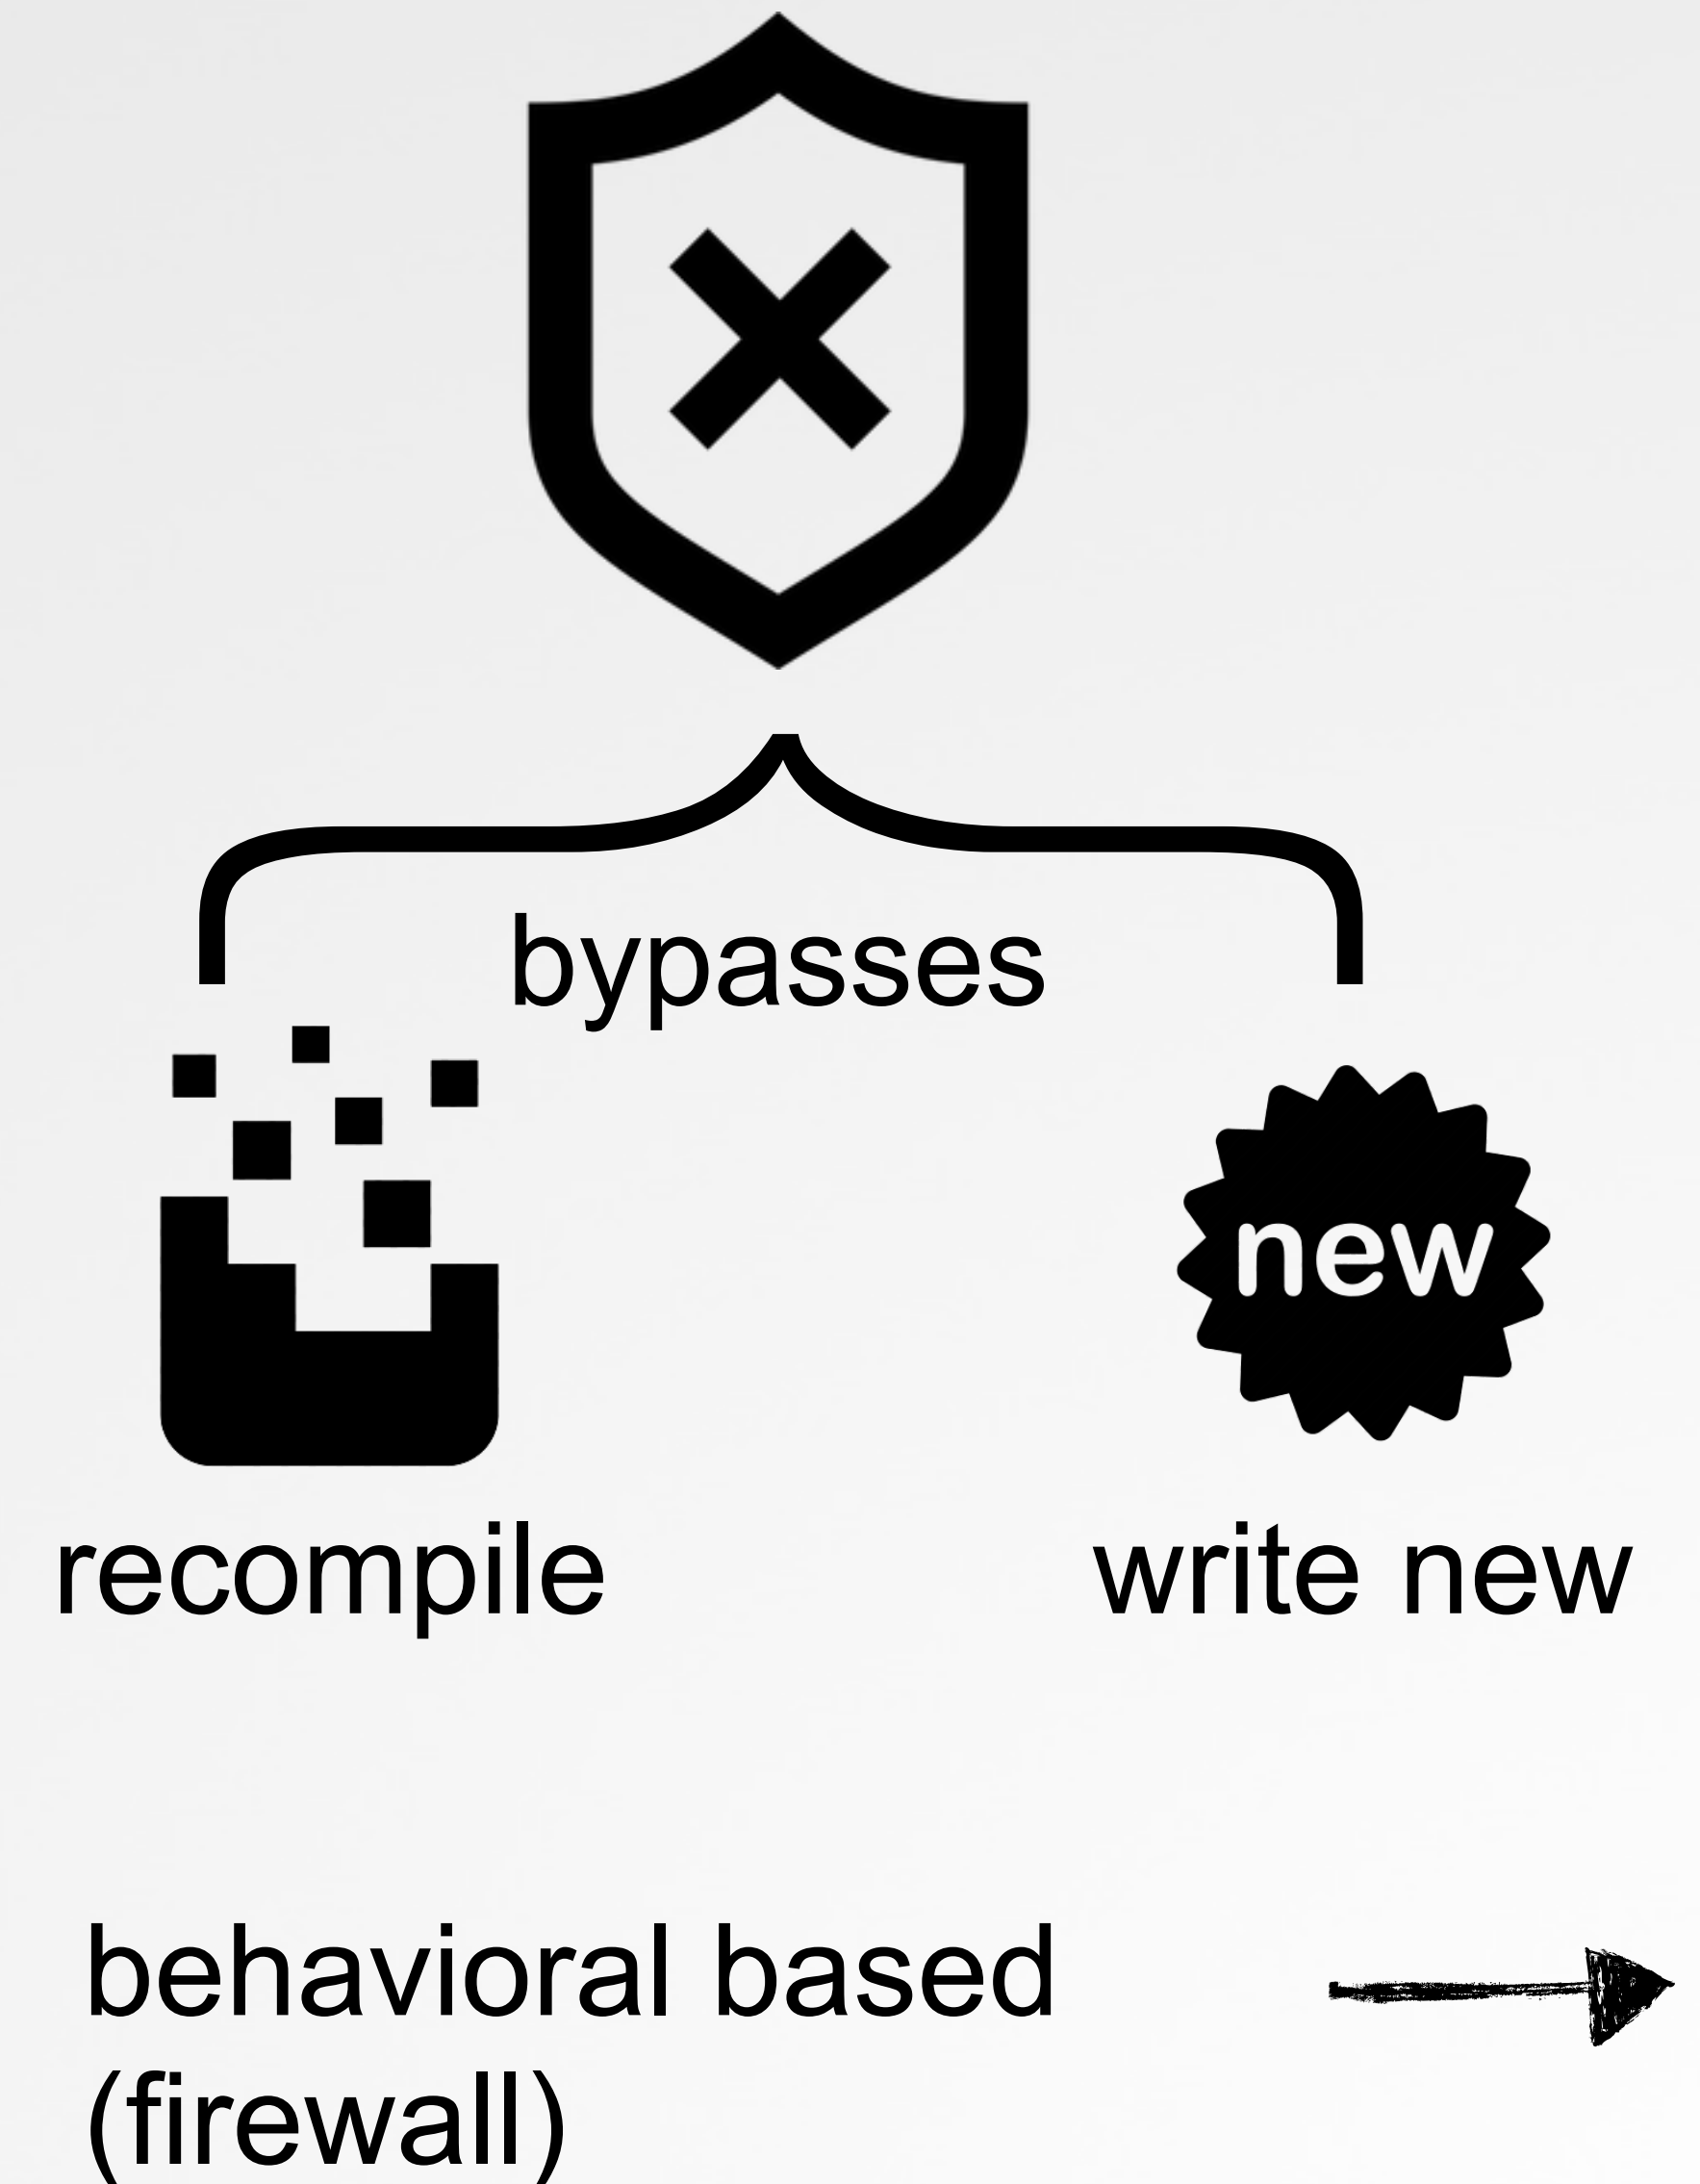 bypasses
new
recompile
write new
behavioral based
(firewall)